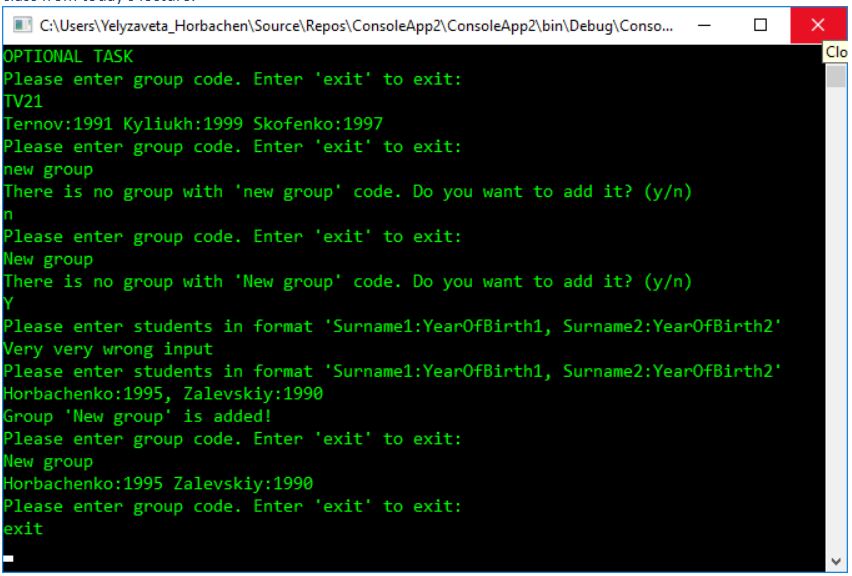 class from today's lecture.
C:\Users\Yelyzaveta_Horbachen\Source\Repos\ConsoleApp2\ConsoleApp2\bin\Debug\Conso...
Clo
OPTIONAL TASK
Please enter group code. Enter 'exit' to exit:
TV21
Ternov:1991 Kyliukh:1999 Skofenko:1997
Please enter group code. Enter 'exit' to exit:
new group
There is no group with 'new group' code. Do you want to add it? (y/n)
n
Please enter group code. Enter 'exit' to exit:
New group
There is no group with 'New group' code. Do you want to add it? (y/n)
Y
Please enter students in format 'Surname1:YearOfBirth1, Surname2:YearOfBirth2'
Very very wrong input
Please enter students in format 'Surname1:YearOfBirth1, Surname2:YearOfBirth2'
Horbachenko:1995, Zalevskiy:1990
Group 'New group' is added!
Please enter group code. Enter 'exit' to exit:
New group
Horbachenko:1995 Zalevskiy:1990
Please enter group code. Enter 'exit' to exit:
exit